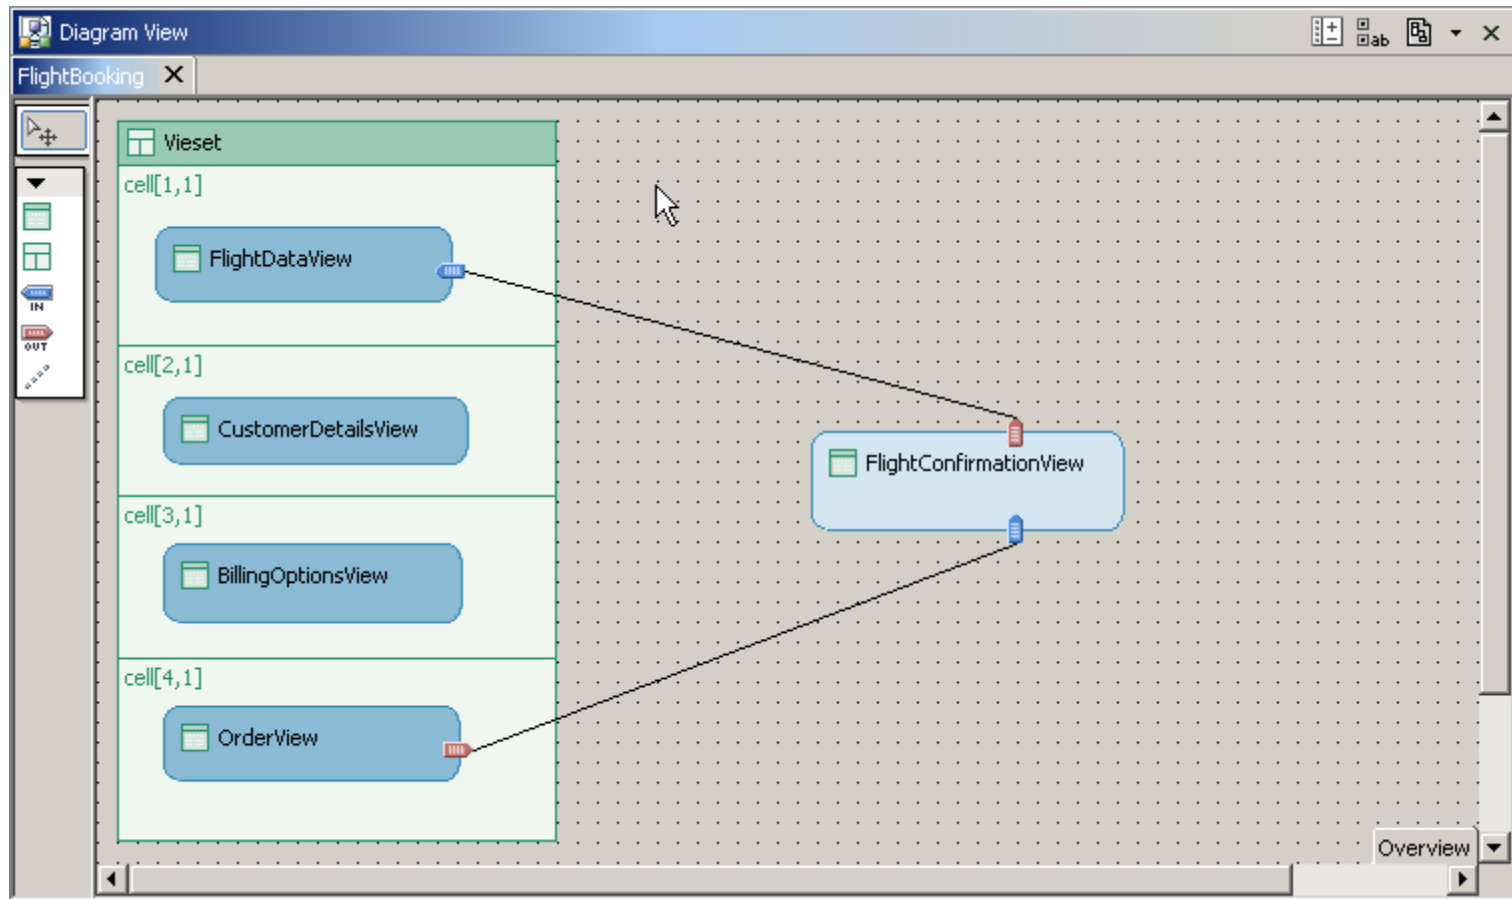 Diagram View
ab
FlightBooking
Vieset
cell[1,1]
FlightDataView
IN
OUT
cell[2,1]
CustomerDetailsView
FlightConfirmationView
cell[3,1]
BillingOptionsView
cell[4,1]
OrderView
Overview